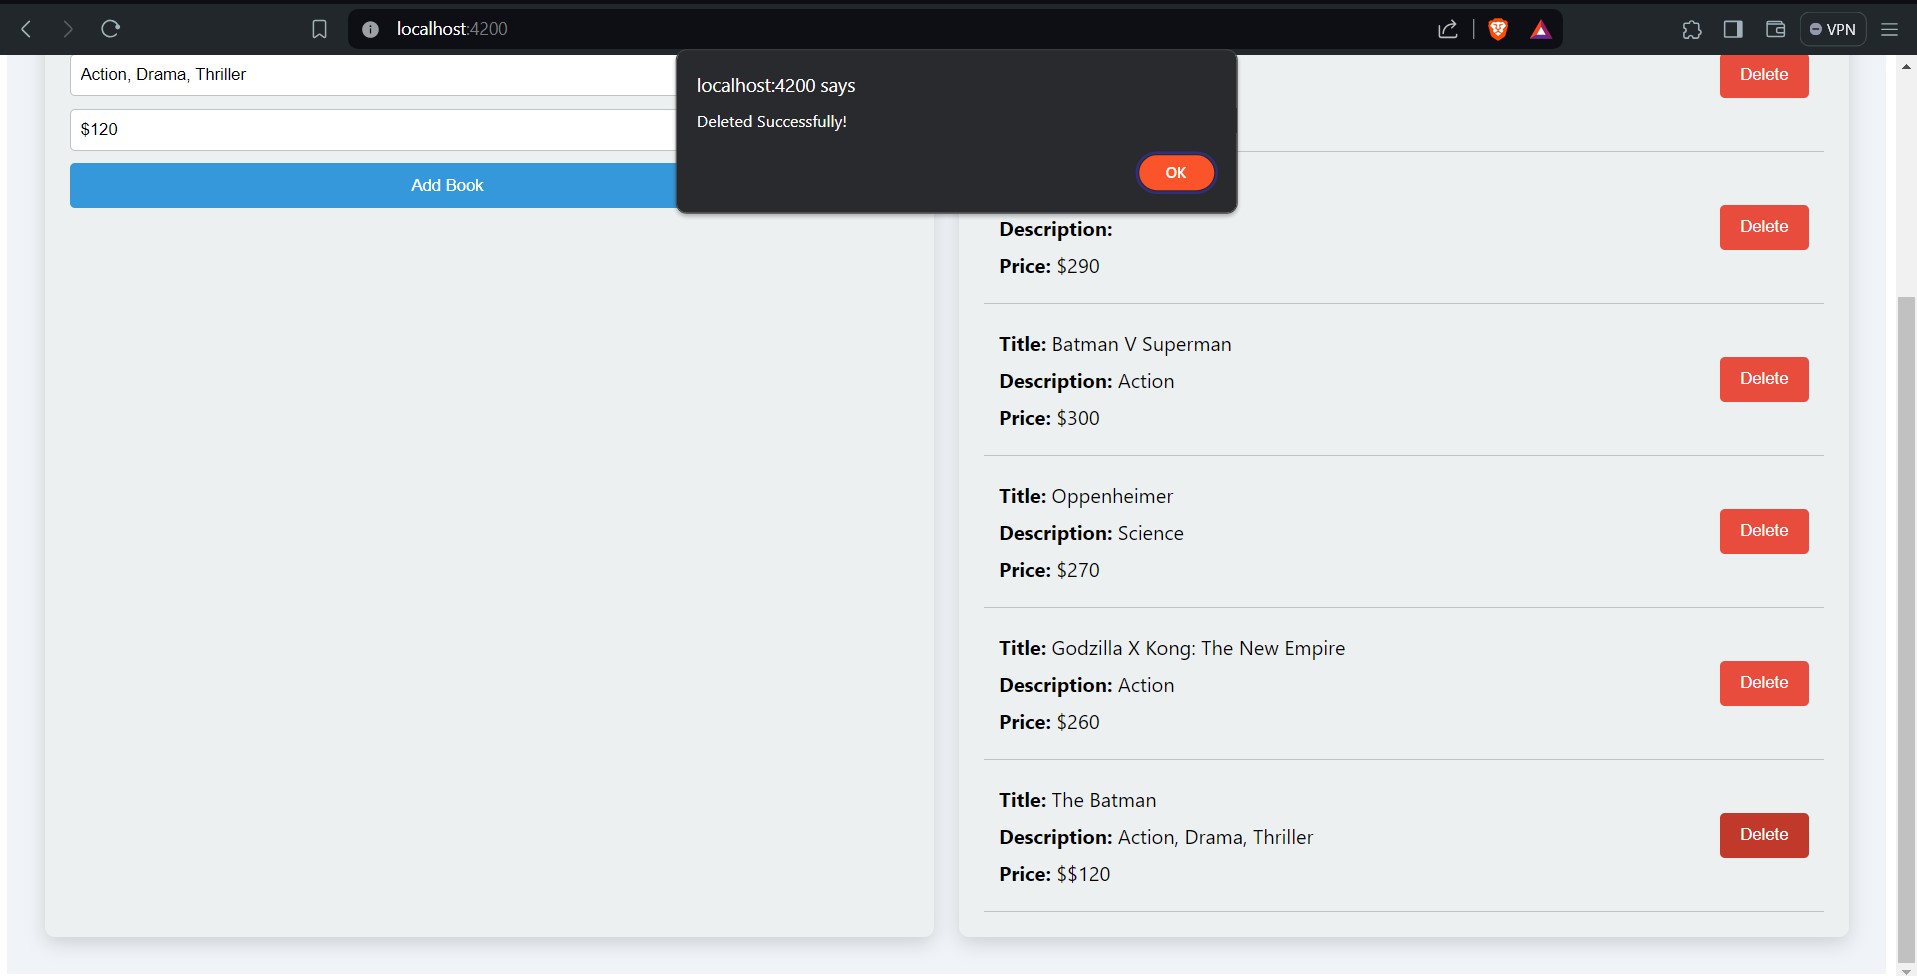 localhost:4200
VPN
localhost:4200 says
Deleted Successfully!
OK
Action, Drama, Thriller
$120
Add Book
Delete
Description:
Price: $290
Delete
Title: Batman V Superman
Description: Action
Price: $300
Delete
Title: Oppenheimer
Description: Science
Price: $270
Delete
Title: Godzilla X Kong: The New Empire
Description: Action
Price: $260
Delete
Title: The Batman
Description: Action, Drama, Thriller
Price: $$120
Delete